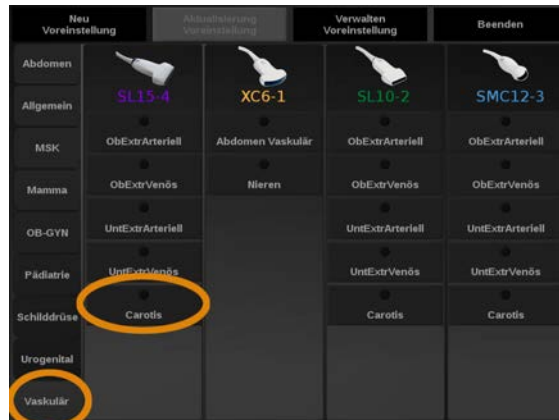 Neu
Voreinstellung
Aktualisierung
Voreinstellung
Verwalten
Voreinstellung
Beenden
Abdomen
Allgemein
MSK
Mamma
OB-GYN
Pädiatrie
Schilddrüse
Urogenital
Vaskulär
SL15-4
XC6-1
SL10-2
SMC12-3
ObExtrArteriell
Abdomen Vaskulär
ObExtrArteriell
ObExtrArteriell
ObExtrVenös
Nieren
ObExtrVenös
ObExtrVenös
UntExtrArteriell
UntExtrArteriell
UntExtrArteriell
UntExtrVenös
UntExtrVenös
UntExtrVenös
Carotis
Carotis
Carotis